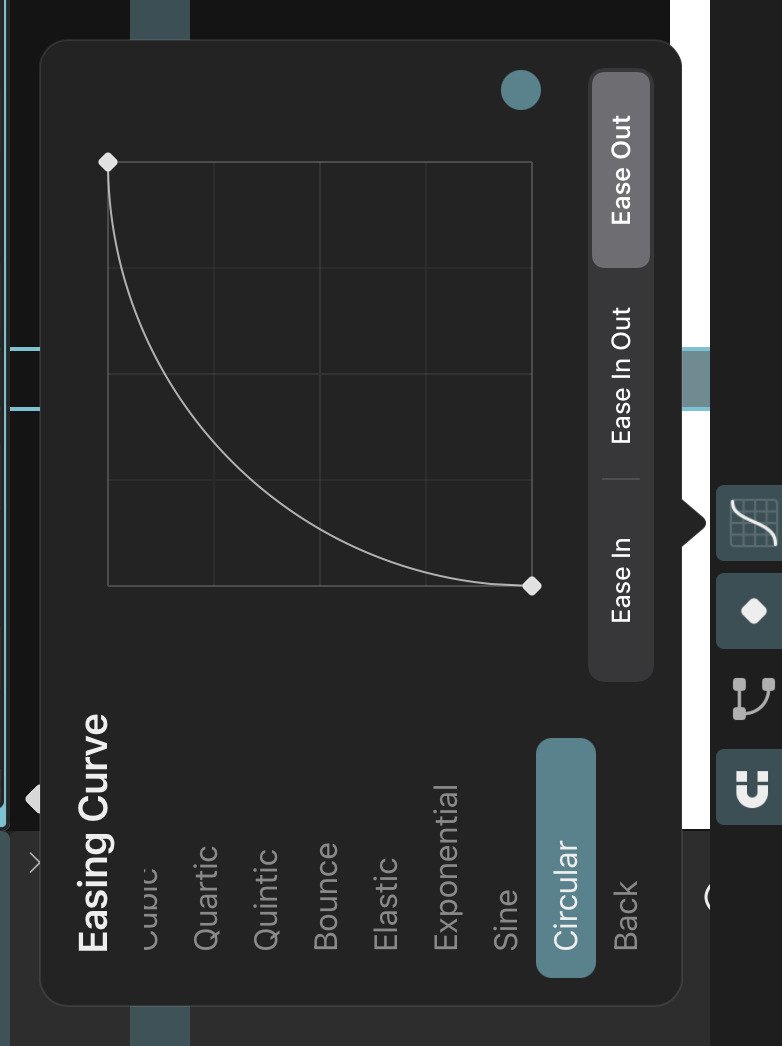 Easing Curve
Cubic
Quartic
Quintic
Bounce
Elastic
Exponential
Sine
Circular
Back
Ease In
Ease In Out
Ease Out